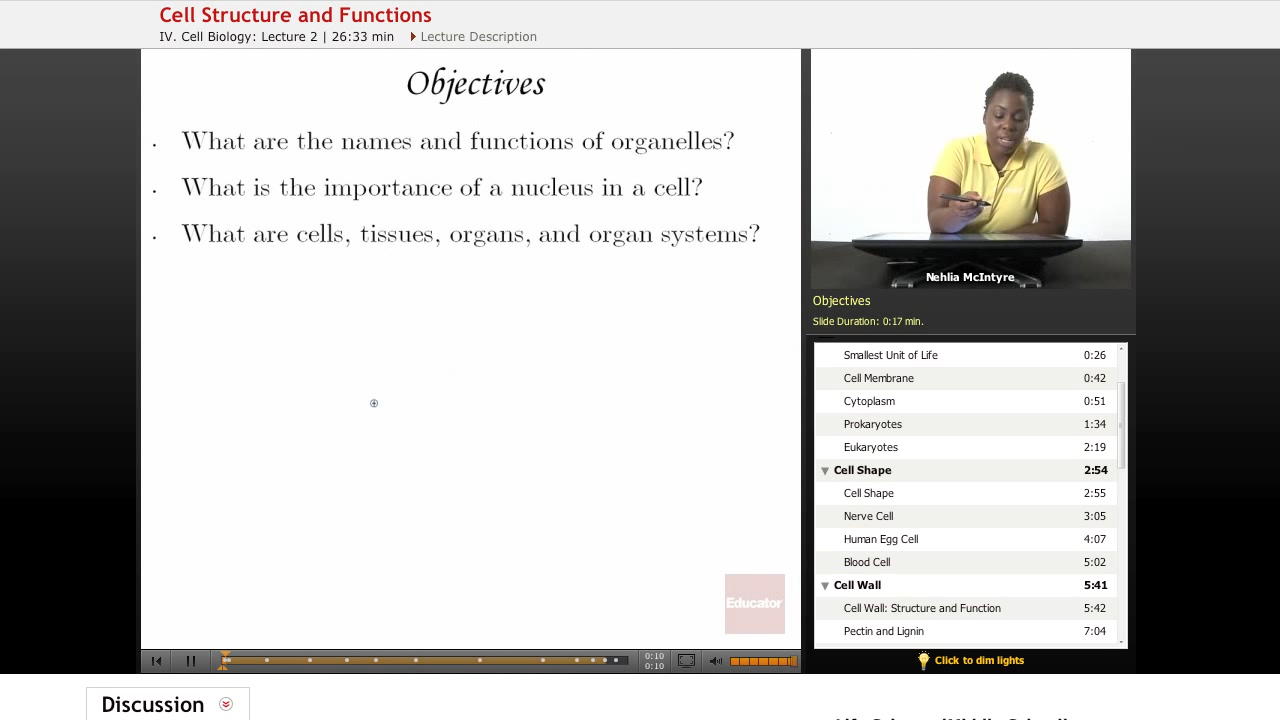 Cell Structure and Functions
IV. Cell Biology: Lecture 2 | 26:33 min
Lecture Description
Objectives
· What are the names and functions of organelles?
· What is the importance of a nucleus in a cell?
· What are cells, tissues, organs, and organ systems?
Educator
0:10
0:10
Nehlia McIntyre
Objectives
Slide Duration: 0:17 min.
Smallest Unit of Life 0:26
Cell Membrane 0:42
Cytoplasm 0:51
Prokaryotes 1:34
Eukaryotes 2:19
Cell Shape 2:54
Cell Shape 2:55
Nerve Cell 3:05
Human Egg Cell 4:07
Blood Cell 5:02
Cell Wall 5:41
Cell Wall: Structure and Function 5:42
Pectin and Lignin 7:04
Click to dim lights
Discussion